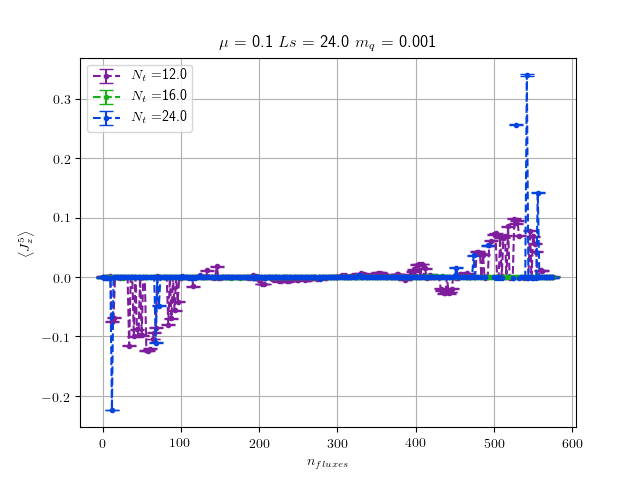 μ = 0.1 Ls = 24.0 m_q = 0.001
N_t =12.0
N_t =16.0
N_t =24.0
⟨J_z^5⟩
0.3
0.2
0.1
0.0
−0.1
−0.2
0 100 200 300 400 500 600
n_{fluxes}